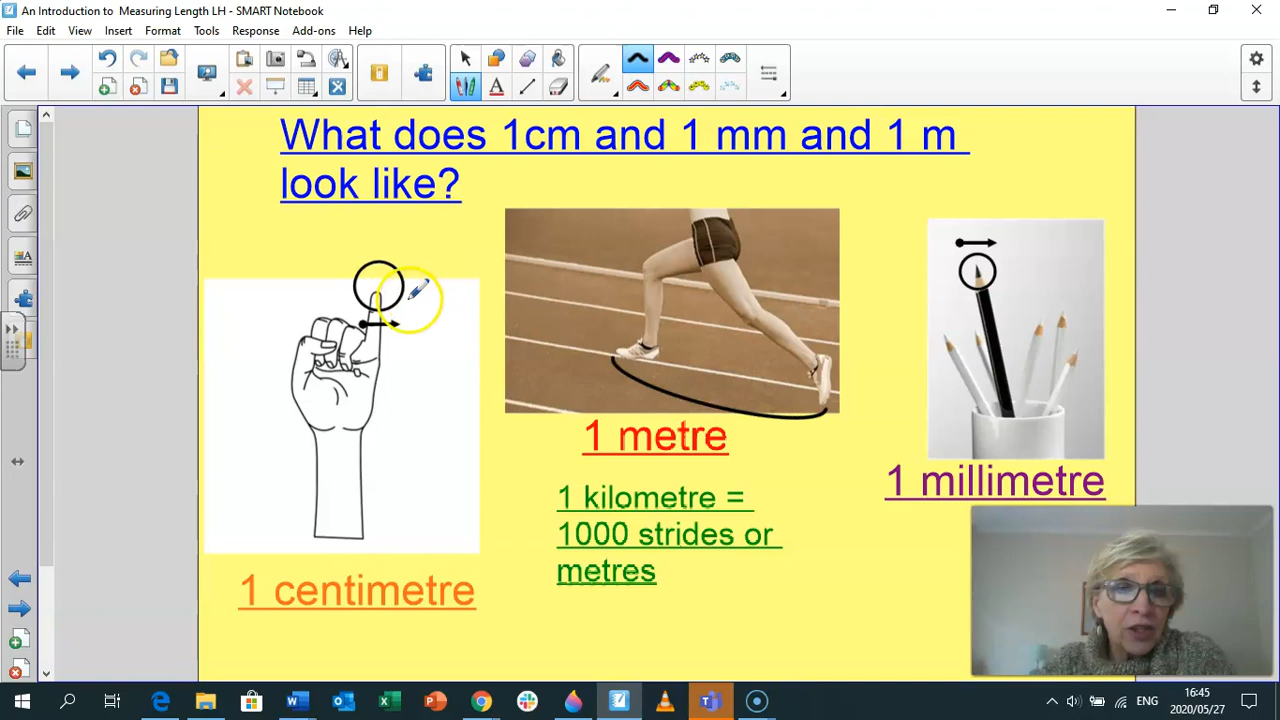 An Introduction to Measuring Length LH - SMART Notebook
File Edit View Insert Format Tools Response Add-ons Help
What does 1cm and 1 mm and 1 m
look like?
1 metre
1 millimetre
1 kilometre =
1000 strides or
metres
1 centimetre
ENG
16:45
2020/05/27